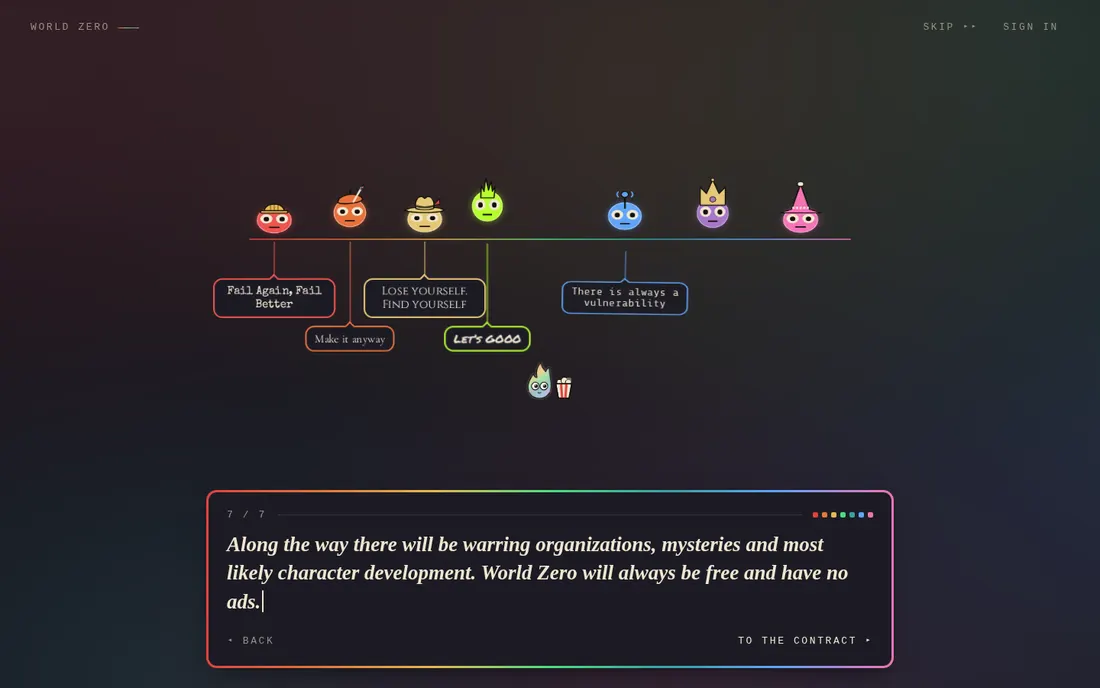 WORLD ZERO
SKIP
SIGN IN
Fail Again, Fail
Better
Make it anyway
Lose yourself.
Find yourself
Let's GOOO
There is always a
vulnerability
7 / 7
Along the way there will be warring organizations, mysteries and most
likely character development. World Zero will always be free and have no
ads.
BACK
TO THE CONTRACT